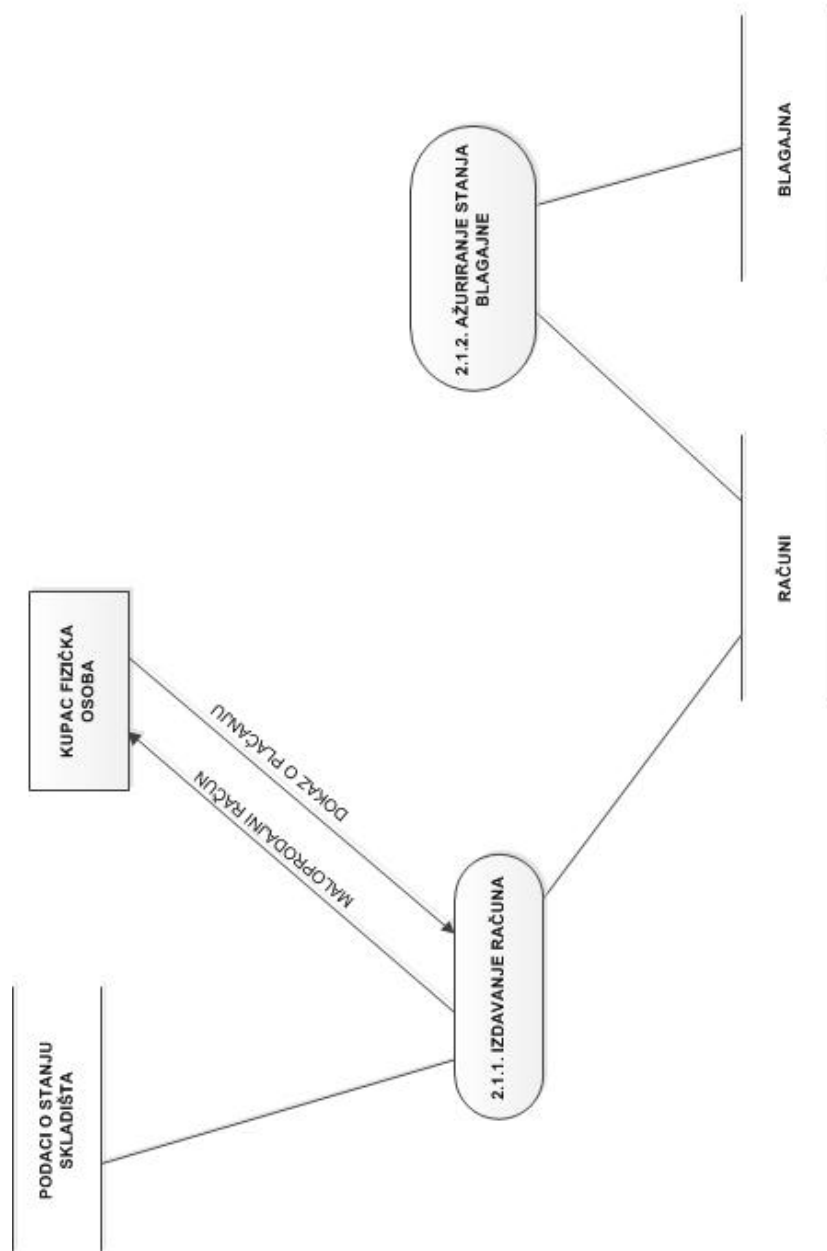 PODACI O STANJU
SKLADIŠTA
KUPAC FIZIČKA
OSOBA
MALOPRODAJNI RAČUN
DOKAZ O PLAĆANJU
2.1.1. IZDAVANJE RAČUNA
2.1.2. AŽURIRANJE STANJA
BLAGAJNE
RAČUNI
BLAGAJNA